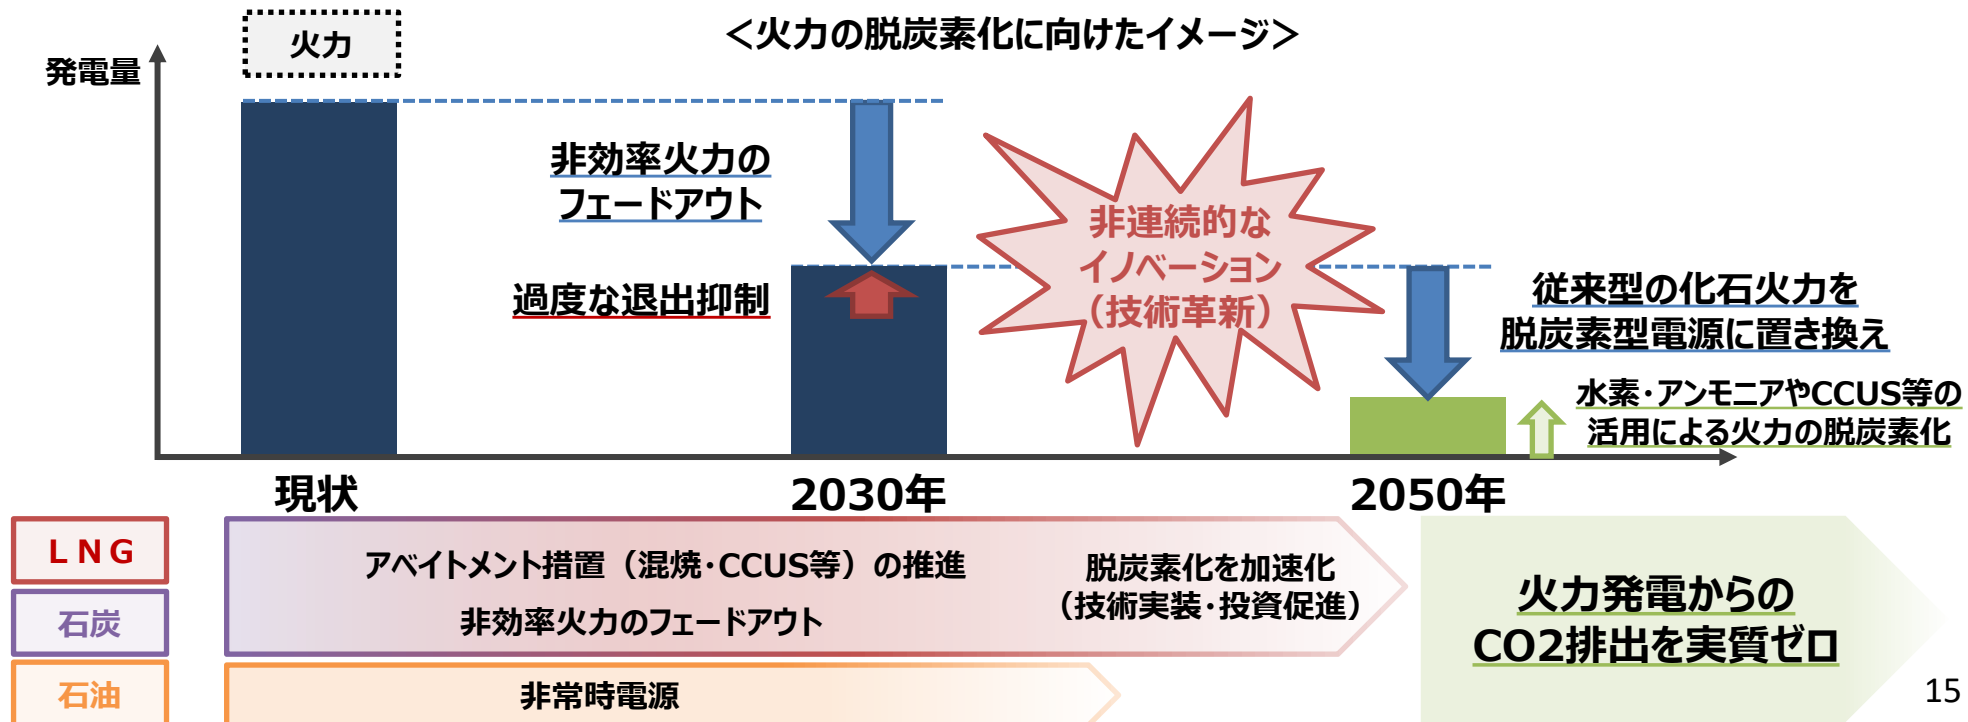 ＜火力の脱炭素化に向けたイメージ＞
火力
発電量
非効率火力の
フェードアウト
過度な退出抑制
非連続的な
イノベーション
（技術革新）
従来型の化石火力を
脱炭素型電源に置き換え
水素・アンモニアやCCUS等の
活用による火力の脱炭素化
現状
2030年
2050年
ＬＮＧ
石炭
石油
アベイトメント措置（混焼・CCUS等）の推進
非効率火力のフェードアウト
脱炭素化を加速化
（技術実装・投資促進）
非常時電源
火力発電からの
CO2排出を実質ゼロ
15